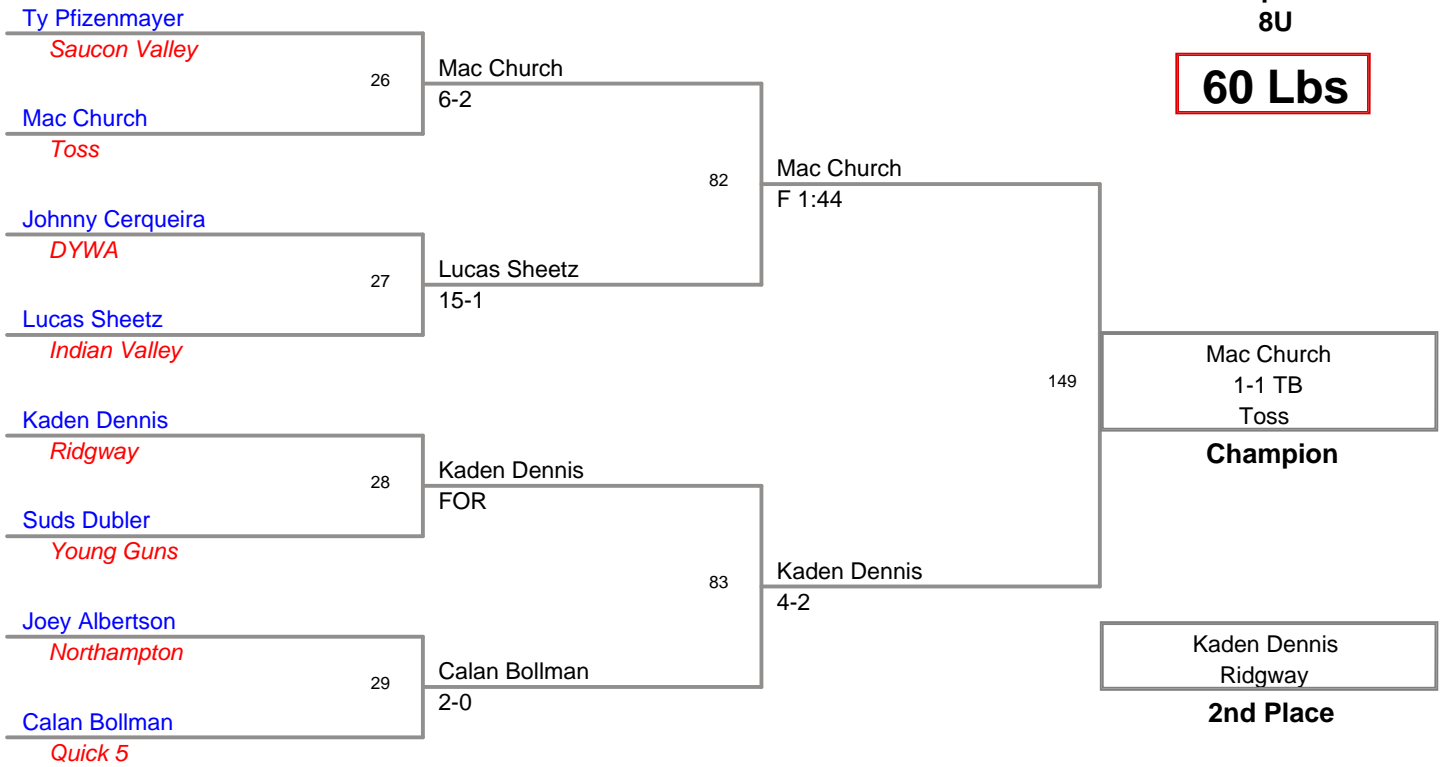 8U
60 Lbs
Ty Pfizenmayer
Saucon Valley
26
Mac Church
6-2
Mac Church
Toss
82
Mac Church
F 1:44
Johnny Cerqueira
DYWA
27
Lucas Sheetz
15-1
Lucas Sheetz
Indian Valley
149
Mac Church
1-1 TB
Toss
Champion
Kaden Dennis
Ridgway
28
Kaden Dennis
FOR
Suds Dubler
Young Guns
83
Kaden Dennis
4-2
Joey Albertson
Northampton
29
Calan Bollman
2-0
Calan Bollman
Quick 5
Kaden Dennis
Ridgway
2nd Place